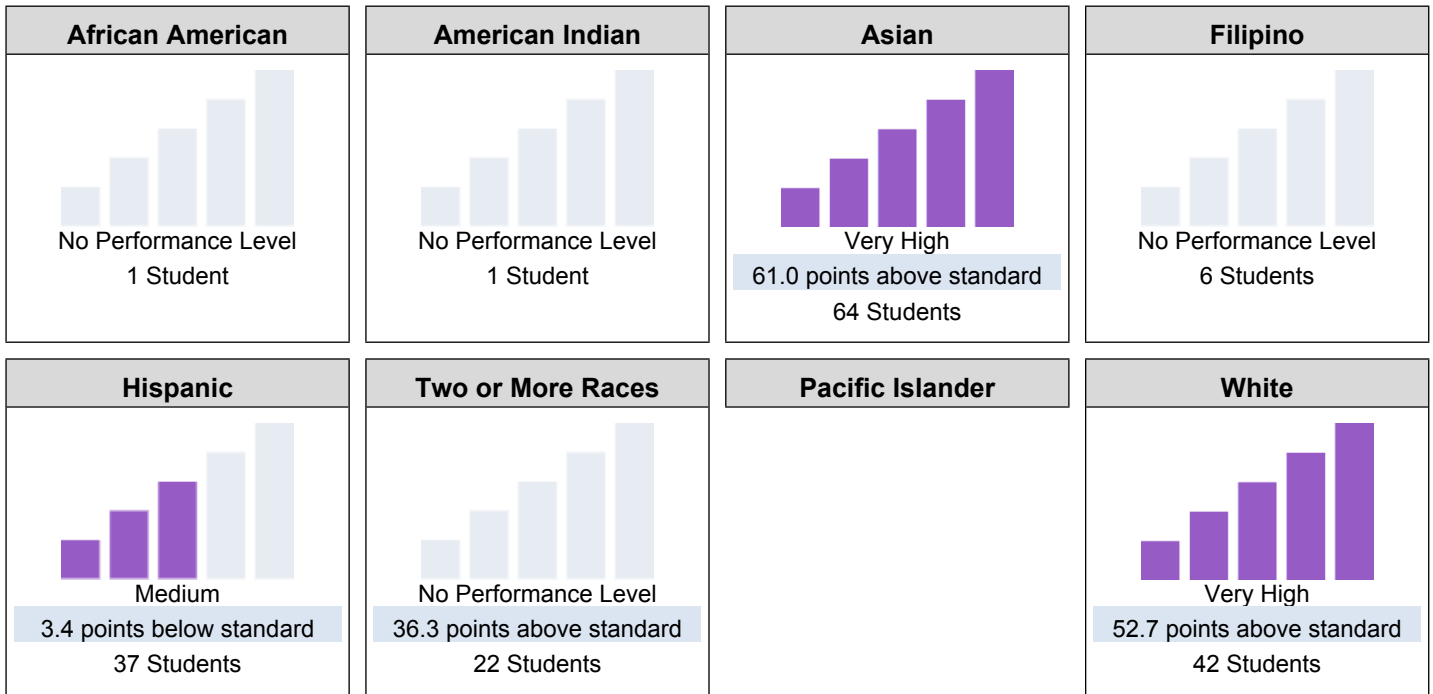 African American
No Performance Level
1 Student
American Indian
No Performance Level
1 Student
Asian
Very High
61.0 points above standard
64 Students
Filipino
No Performance Level
6 Students
Hispanic
Medium
3.4 points below standard
37 Students
Two or More Races
No Performance Level
36.3 points above standard
22 Students
Pacific Islander
White
Very High
52.7 points above standard
42 Students